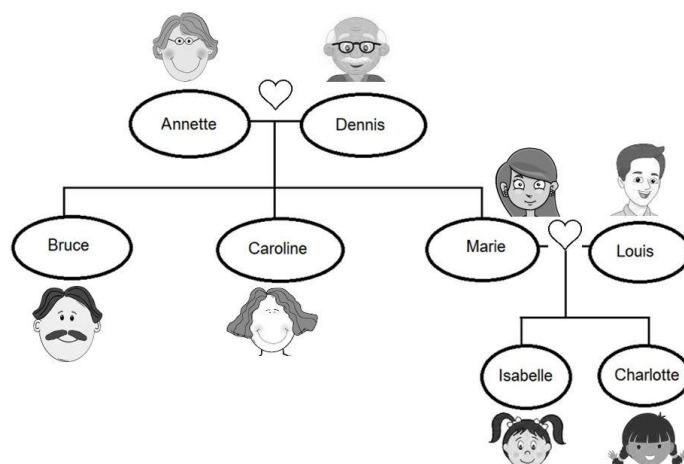 Annette
Dennis
Bruce
Caroline
Marie
Louis
Isabelle
Charlotte